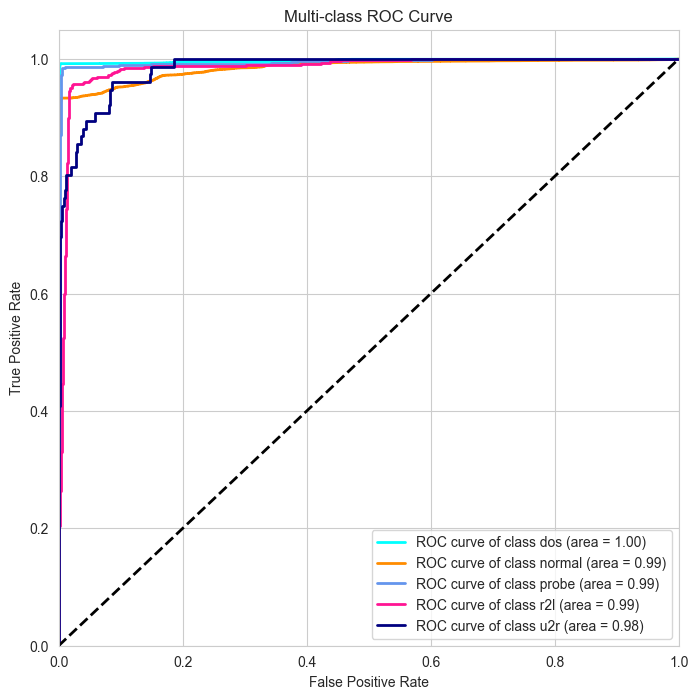 Multi-class ROC Curve
True Positive Rate
1.0
0.8
0.6
0.4
0.2
0.0
ROC curve of class dos (area = 1.00)
ROC curve of class normal (area = 0.99)
ROC curve of class probe (area = 0.99)
ROC curve of class r2l (area = 0.99)
ROC curve of class u2r (area = 0.98)
0.0 0.2 0.4 0.6 0.8 1.0
False Positive Rate